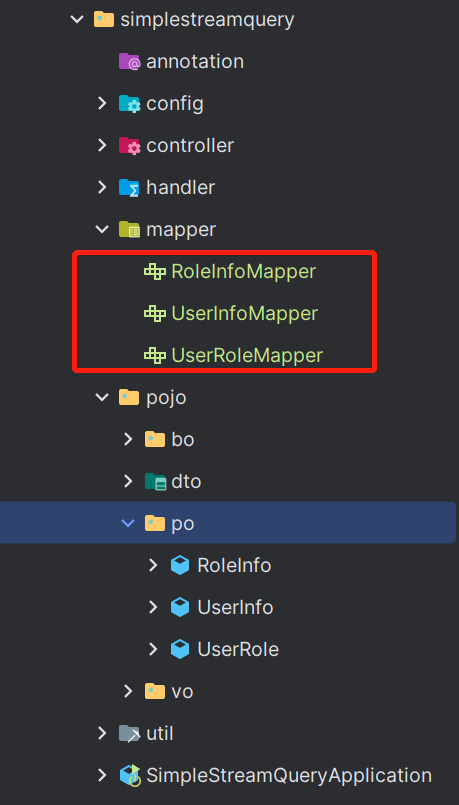 simplestreamquery
annotation
config
controller
handler
mapper
RoleInfoMapper
UserInfoMapper
UserRoleMapper
pojo
bo
dto
po
RoleInfo
UserInfo
UserRole
vo
util
SimpleStreamQueryApplication